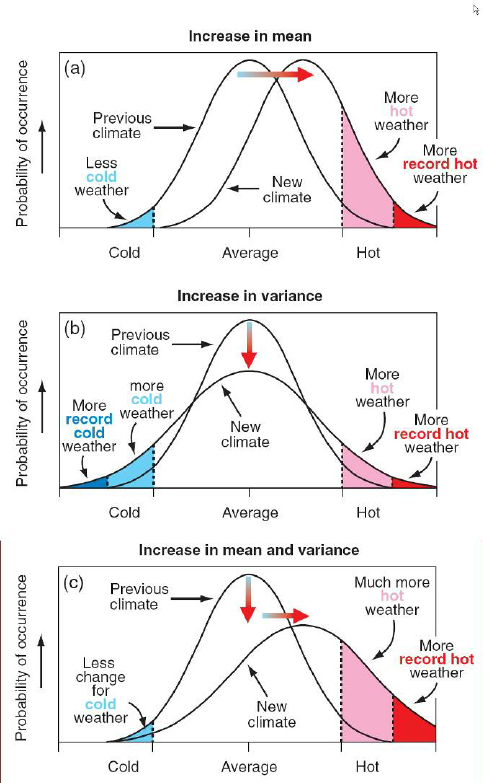 Increase in mean
(a)
Probability of occurrence
Previous
climate
Less
cold
weather
New
climate
More
hot
weather
More
record hot
weather
Cold
Average
Hot
Increase in variance
(b)
Probability of occurrence
Previous
climate
more
cold
weather
More
record
cold
weather
New
climate
More
hot
weather
More
record hot
weather
Cold
Average
Hot
Increase in mean and variance
(c)
Probability of occurrence
Previous
climate
Less
change
for
cold
weather
New
climate
Much more
hot
weather
More
record hot
weather
Cold
Average
Hot